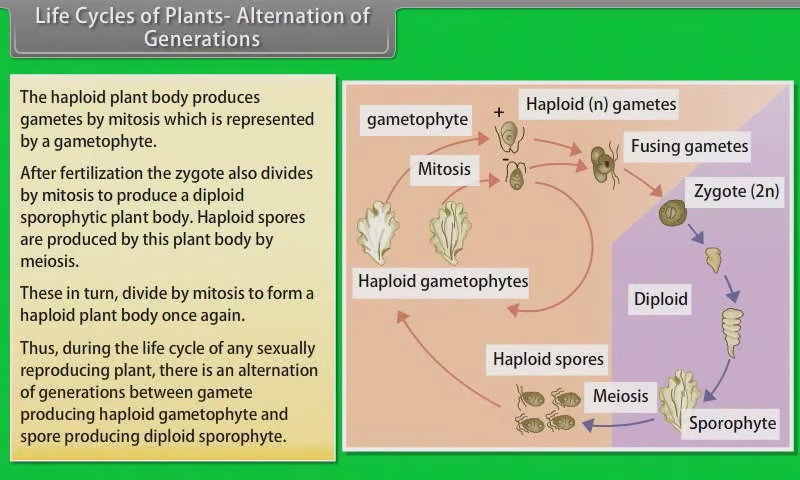 Life Cycles of Plants- Alternation of
Generations
The haploid plant body produces
gametes by mitosis which is represented
by a gametophyte.
After fertilization the zygote also divides
by mitosis to produce a diploid
sporophytic plant body. Haploid spores
are produced by this plant body by
meiosis.
These in turn, divide by mitosis to form a
haploid plant body once again.
Thus, during the life cycle of any sexually
reproducing plant, there is an alternation
of generations between gamete
producing haploid gametophyte and
spore producing diploid sporophyte.
gametophyte
+
Haploid (n) gametes
Mitosis
-
Fusing gametes
Zygote (2n)
Haploid gametophytes
Diploid
Haploid spores
Meiosis
Sporophyte